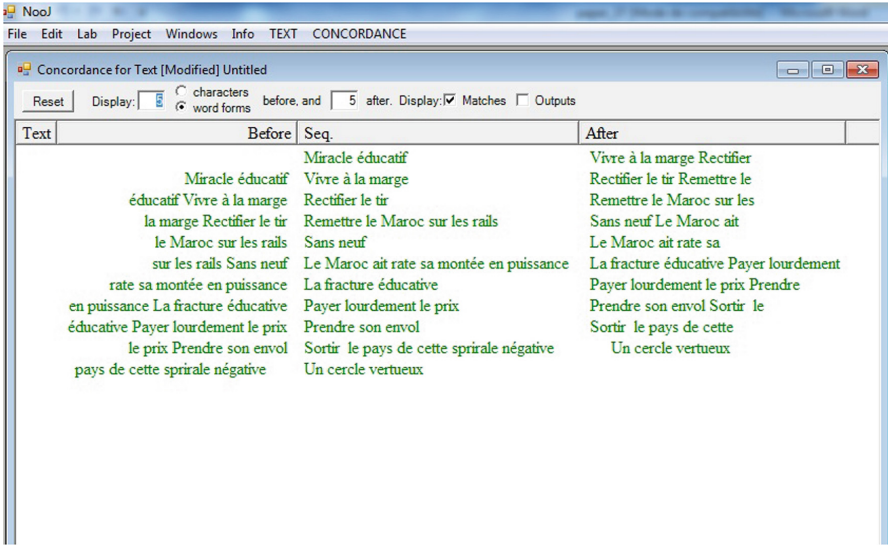 NooJ
File Edit Lab Project Windows Info TEXT CONCORDANCE
Concordance for Text [Modified] Untitled
Reset Display: 5 characters word forms before, and 5 after. Display: Matches Outputs
Text Before Seq. After
Miracle éducatif Vivre à la marge Rectifier
Miracle éducatif Vivre à la marge Rectifier le tir Remettre le
éducatif Vivre à la marge Rectifier le tir Remettre le Maroc sur les
la marge Rectifier le tir Remettre le Maroc sur les rails Sans neuf Le Maroc ait
le Maroc sur les rails Sans neuf Le Maroc ait rate sa
sur les rails Sans neuf Le Maroc ait rate sa montée en puissance La fracture éducative Payer lourdement
rate sa montée en puissance La fracture éducative Payer lourdement le prix Prendre
en puissance La fracture éducative Payer lourdement le prix Prendre son envol Sortir le
éducative Payer lourdement le prix Prendre son envol Sortir le pays de cette
le prix Prendre son envol Sortir le pays de cette sprirale négative Un cercle vertueux
pays de cette sprirale négative Un cercle vertueux